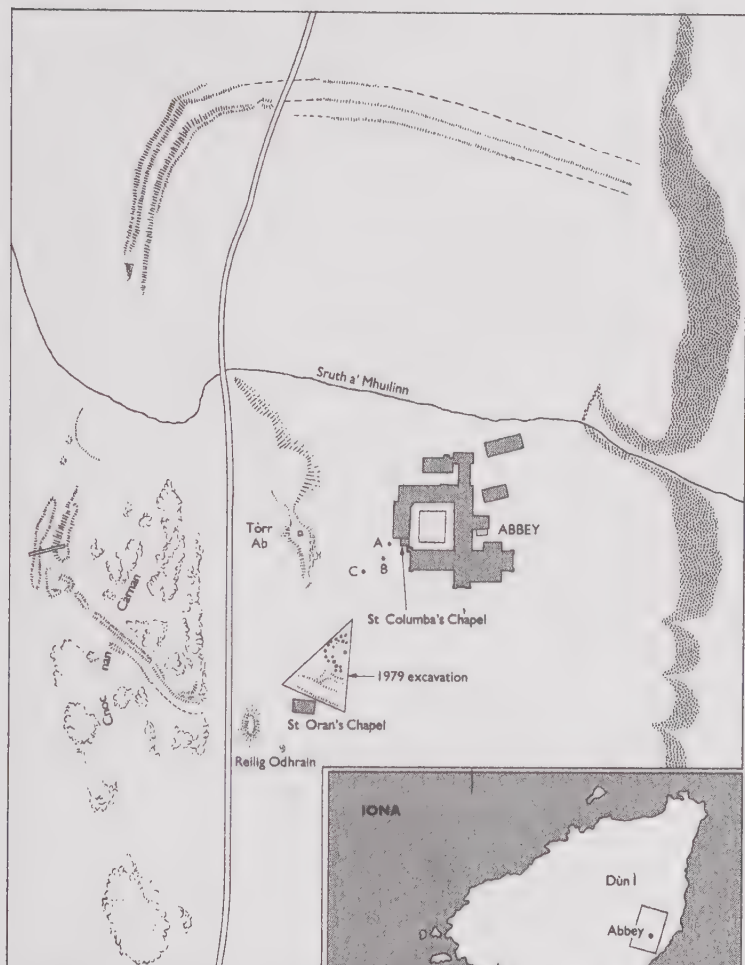 Sruth a' Mhuilinn
Tòrr
Ab
a
A
B
C
ABBEY
St Columba's Chapel
1979 excavation
St Oran's Chapel
Reilig Odhrain
Cnoc nan Carnan
IONA
Dùn Ì
Abbey